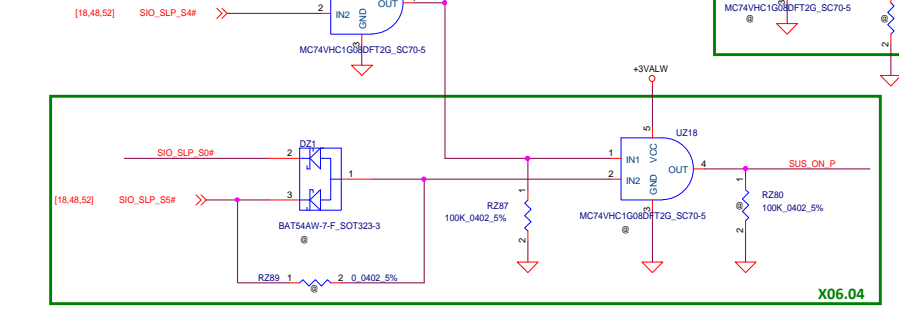 [18,48,52] SIO_SLP_S4# 2 IN2 GND OUT
3
MC74VHC1G08DFT2G_SC70-5
MC74VHC1G08DFT2G_SC70-5
3
@
@
2
+3VALW
5
UZ18
DZ1
SIO_SLP_S0# 2
1
1 IN1 VCC
OUT 4 SUS_ON_P
2 IN2 GND
[18,48,52] SIO_SLP_S5# 3
BAT54AW-7-F_SOT323-3
@
1
RZ87
100K_0402_5%
2
3
MC74VHC1G08DFT2G_SC70-5
@
1
RZ80
100K_0402_5%
@
2
RZ89 1 2 0_0402_5%
@
X06.04